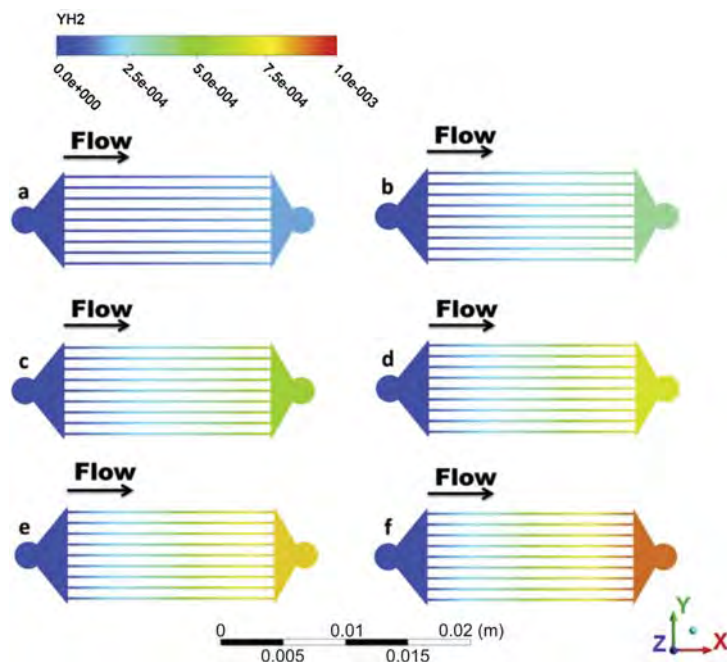 YH2
0.0e+000
2.5e-004
5.0e-004
7.5e-004
1.0e-003
Flow
a
Flow
b
Flow
c
Flow
d
Flow
e
Flow
f
0 0.01 0.02 (m)
0.005 0.015
Y
Z X